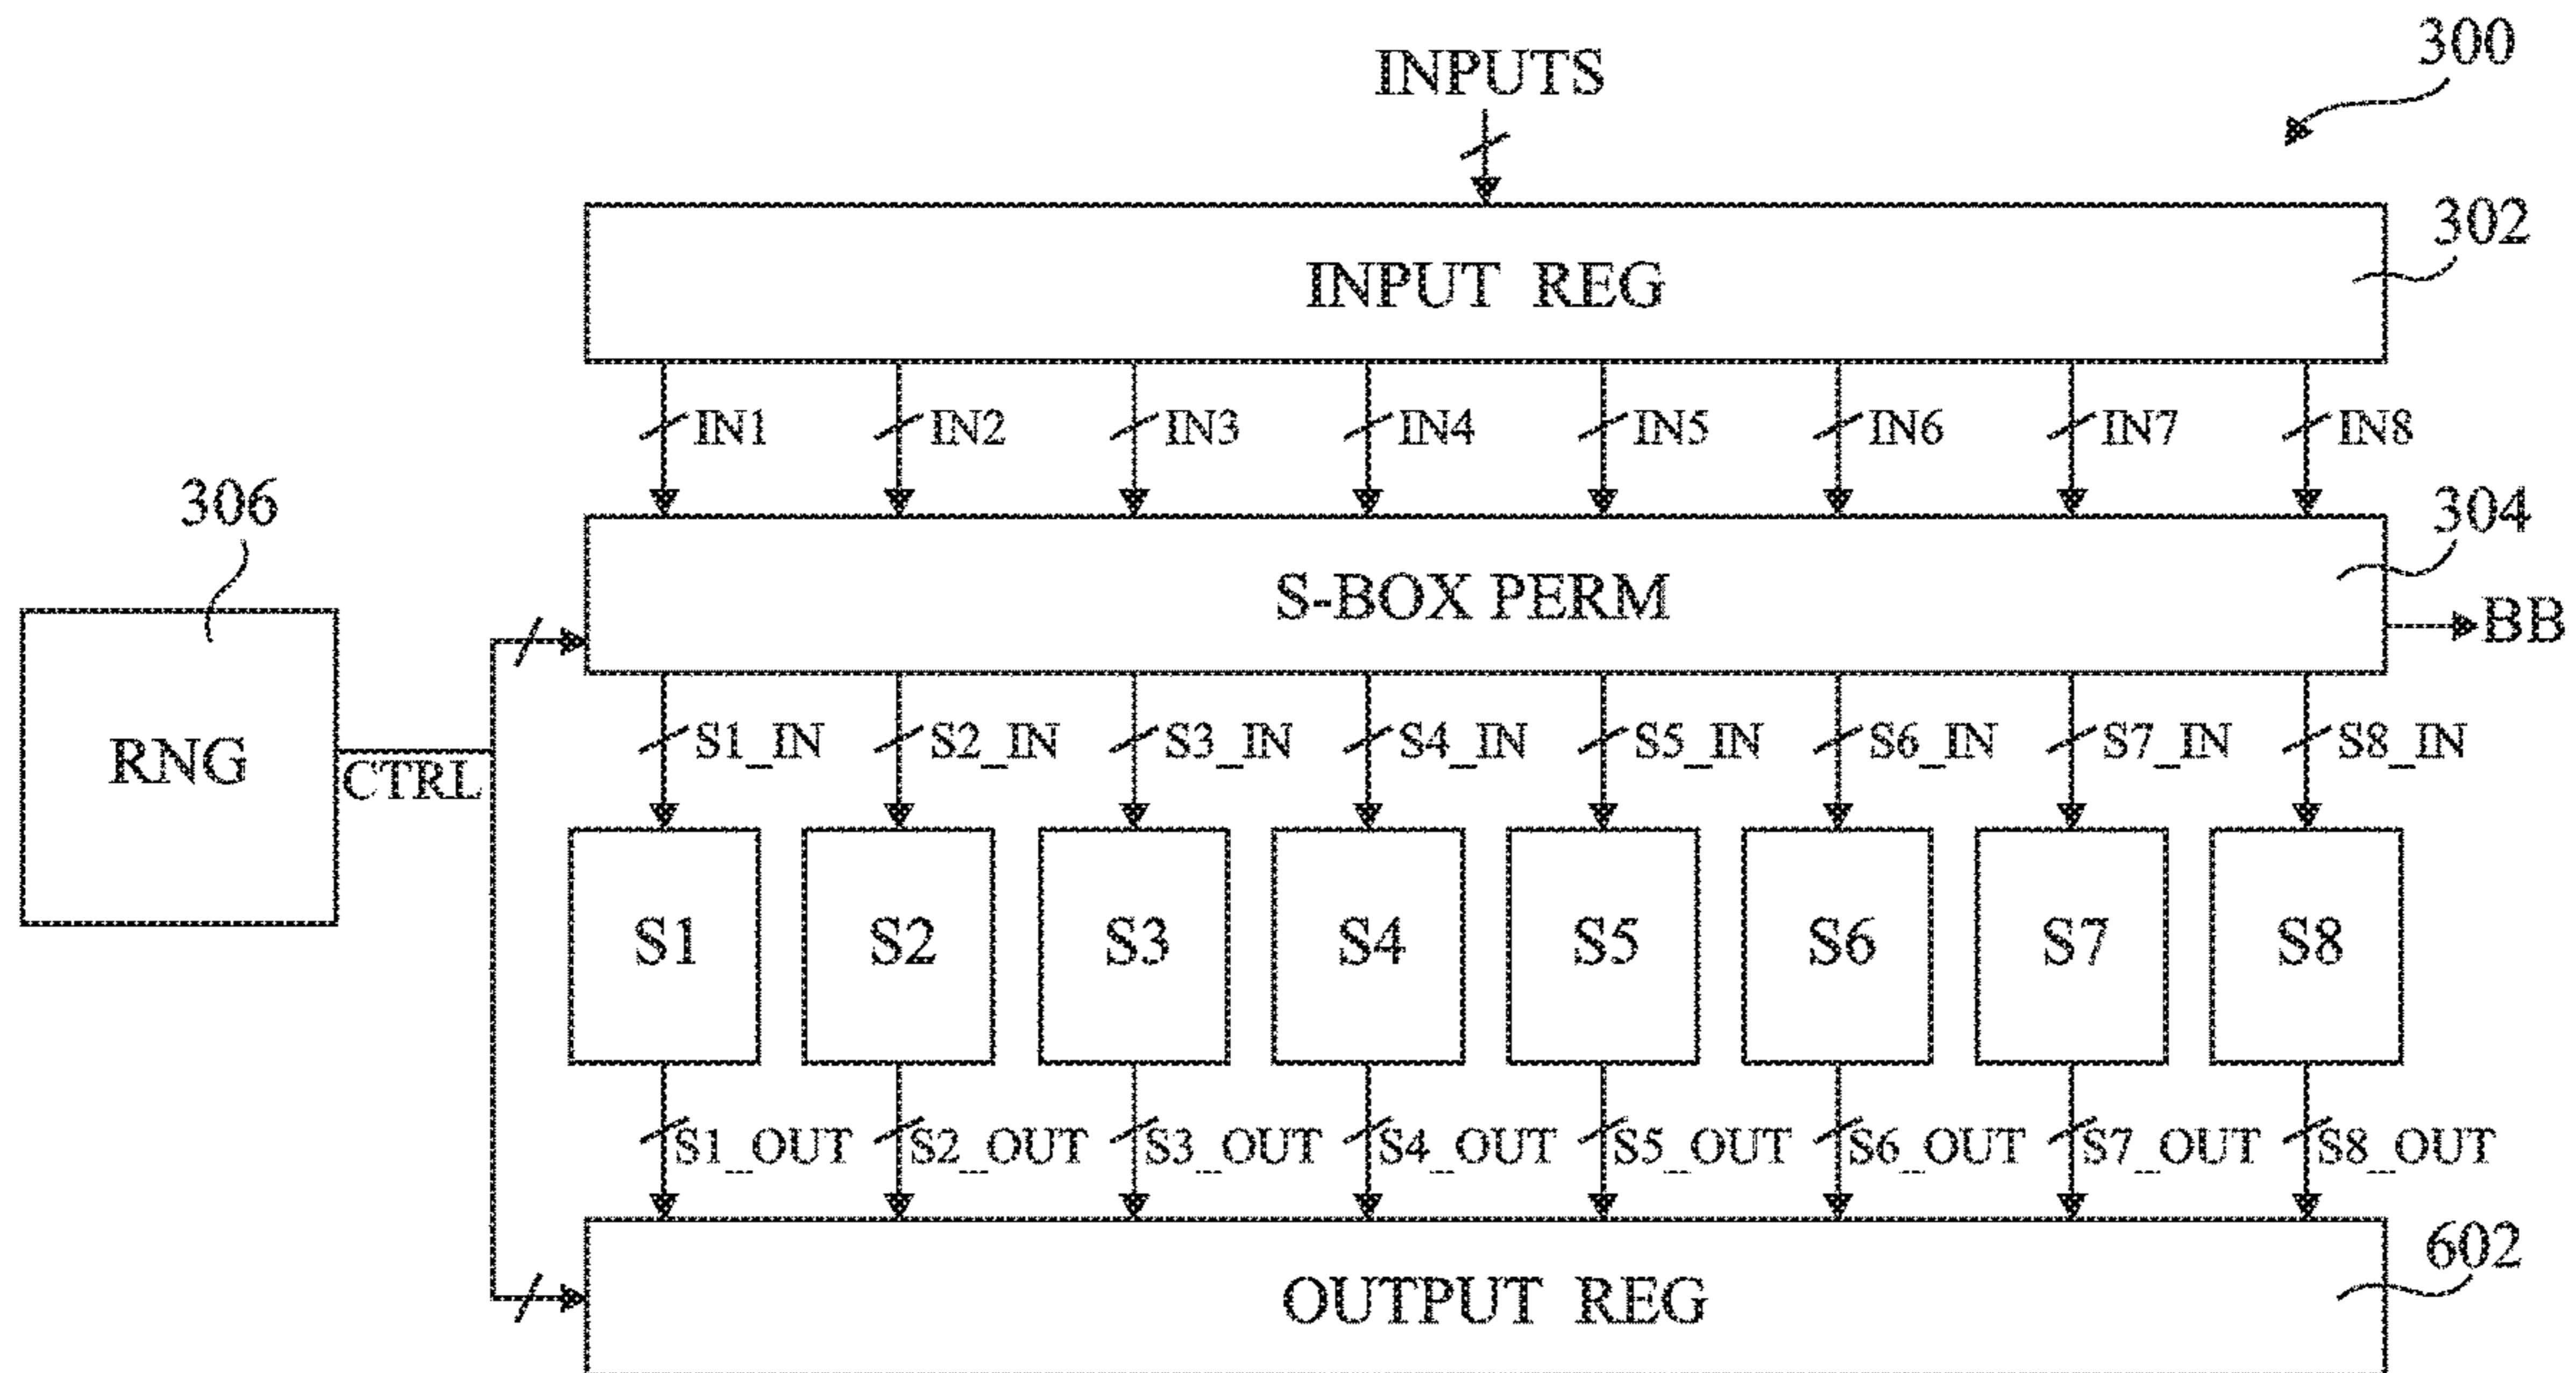 300
INPUTS
302
INPUT REG
IN1 IN2 IN3 IN4 IN5 IN6 IN7 IN8
306
304
S-BOX PERM
BB
RNG
CTRL
S1_IN S2_IN S3_IN S4_IN S5_IN S6_IN S7_IN S8_IN
S1 S2 S3 S4 S5 S6 S7 S8
S1_OUT S2_OUT S3_OUT S4_OUT S5_OUT S6_OUT S7_OUT S8_OUT
602
OUTPUT REG